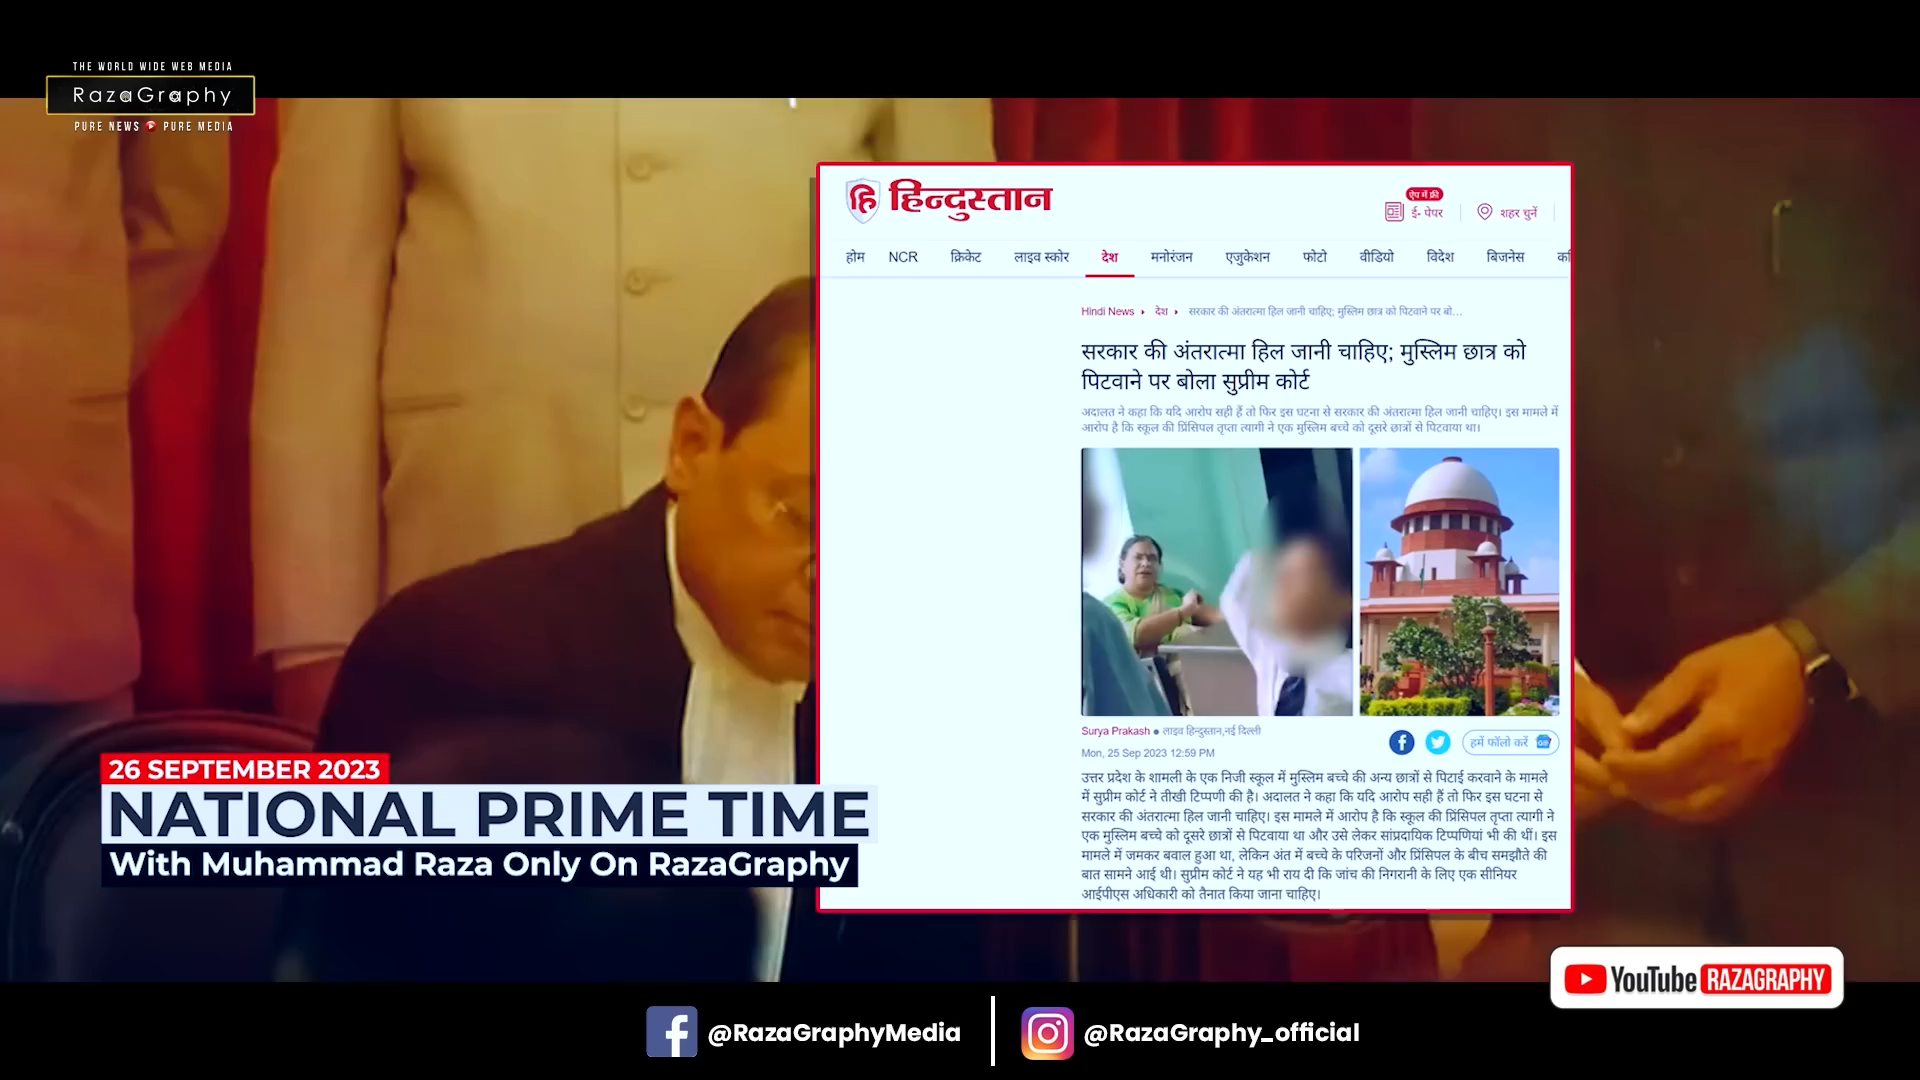 THE WORLD WIDE WEB MEDIA
RazaGraphy
PURE NEWS PURE MEDIA
हि हिन्दुस्तान
ऐप में फ्री
ई- पेपर
शहर चुनें
होम NCR क्रिकेट लाइव स्कोर देश मनोरंजन एजुकेशन फोटो वीडियो विदेश बिजनेस
Hindi News देश सरकार की अंतरात्मा हिल जानी चाहिए; मुस्लिम छात्र को पिटवाने पर बो...
सरकार की अंतरात्मा हिल जानी चाहिए; मुस्लिम छात्र को
पिटवाने पर बोला सुप्रीम कोर्ट
अदालत ने कहा कि यदि आरोप सही हैं तो फिर इस घटना से सरकार की अंतरात्मा हिल जानी चाहिए। इस मामले में
आरोप है कि स्कूल की प्रिंसिपल तृप्ता त्यागी ने एक मुस्लिम बच्चे को दूसरे छात्रों से पिटवाया था।
Surya Prakash लाइव हिन्दुस्तान,नई दिल्ली
Mon, 25 Sep 2023 12:59 PM
हमें फॉलो करें
उत्तर प्रदेश के शामली के एक निजी स्कूल में मुस्लिम बच्चे की अन्य छात्रों से पिटाई करवाने के मामले
में सुप्रीम कोर्ट ने तीखी टिप्पणी की है। अदालत ने कहा कि यदि आरोप सही हैं तो फिर इस घटना से
सरकार की अंतरात्मा हिल जानी चाहिए। इस मामले में आरोप है कि स्कूल की प्रिंसिपल तृप्ता त्यागी ने
एक मुस्लिम बच्चे को दूसरे छात्रों से पिटवाया था और उसे लेकर सांप्रदायिक टिप्पणियां भी की थीं। इस
मामले में जमकर बवाल हुआ था, लेकिन अंत में बच्चे के परिजनों और प्रिंसिपल के बीच समझौते की
बात सामने आई थी। सुप्रीम कोर्ट ने यह भी राय दी कि जांच की निगरानी के लिए एक सीनियर
आईपीएस अधिकारी को तैनात किया जाना चाहिए।
26 SEPTEMBER 2023
NATIONAL PRIME TIME
With Muhammad Raza Only On RazaGraphy
YouTube RAZAGRAPHY
@RazaGraphyMedia
@RazaGraphy_official